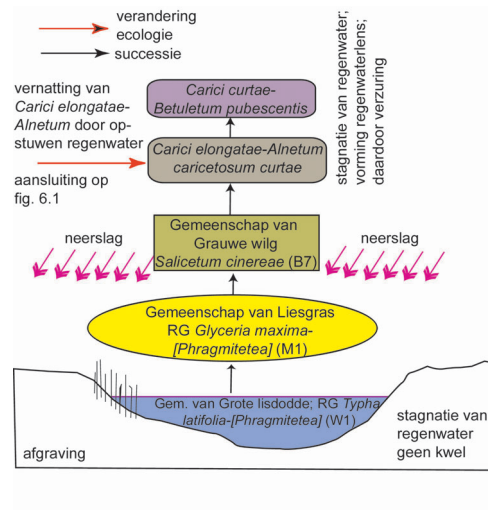 verandering
ecologie
successie
vernatting van
Carici elongatae-
Alnetum door op-
stuwen regenwater
aansluiting op
fig. 6.1
Carici curtae-
Betuletum pubescentis
Carici elongatae-Alnetum
caricetosum curtae
stagnatie van regenwater;
vorming regenwaterlens;
daardoor verzuring
Gemeenschap van
Grauwe wilg
Salicetum cinereae (B7)
neerslag
neerslag
Gemeenschap van Liesgras
RG Glyceria maxima-
[Phragmitetea] (M1)
Gem. van Grote lisdodde; RG Typha
latifolia-[Phragmitetea] (W1)
afgraving
stagnatie van
regenwater
geen kwel